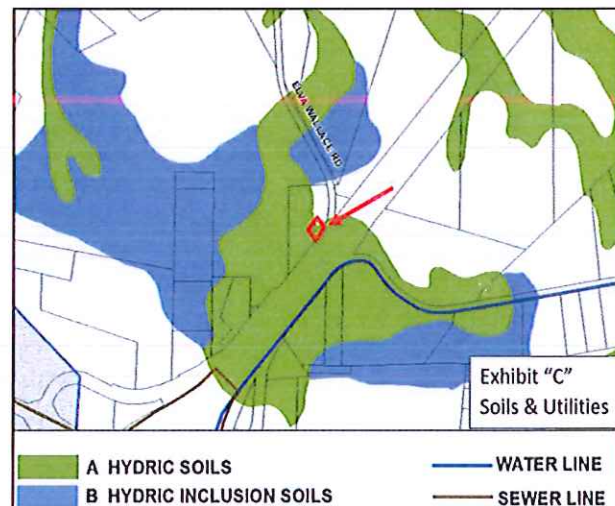 ELVA WALLACE RD
Exhibit "C"
Soils & Utilities
A HYDRIC SOILS
B HYDRIC INCLUSION SOILS
WATER LINE
SEWER LINE